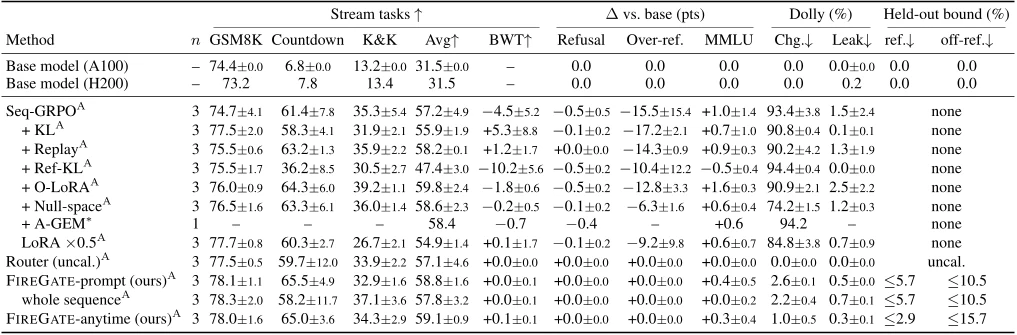 Stream tasks ↑ Δ vs. base (pts) Dolly (%) Held-out bound (%)
Method n GSM8K Countdown K&K Avg↑ BWT↑ Refusal Over-ref. MMLU Chg.↓ Leak↓ ref.↓ off-ref.↓
Base model (A100) – 74.4±0.0 6.8±0.0 13.2±0.0 31.5±0.0 – 0.0 0.0 0.0 0.0 0.0±0.0 0.0 0.0
Base model (H200) – 73.2 7.8 13.4 31.5 – 0.0 0.0 0.0 0.0 0.2 0.0 0.0
Seq-GRPO^A 3 74.7±4.1 61.4±7.8 35.3±5.4 57.2±4.9 −4.5±5.2 −0.5±0.5 −15.5±15.4 +1.0±1.4 93.4±3.8 1.5±2.4 none
+ KL^A 3 77.5±2.0 58.3±4.1 31.9±2.1 55.9±1.9 +5.3±8.8 −0.1±0.2 −17.2±2.1 +0.7±1.0 90.8±0.4 0.1±0.1 none
+ Replay^A 3 75.5±0.6 63.2±1.3 35.9±2.2 58.2±0.1 +1.2±1.7 +0.0±0.0 −14.3±0.9 +0.9±0.3 90.2±4.2 1.3±1.9 none
+ Ref-KL^A 3 75.5±1.7 36.2±8.5 30.5±2.7 47.4±3.0 −10.2±5.6 −0.5±0.2 −10.4±12.2 −0.5±0.4 94.4±0.4 0.0±0.0 none
+ O-LoRA^A 3 76.0±0.9 64.3±6.0 39.2±1.1 59.8±2.4 −1.8±0.6 −0.5±0.2 −12.8±3.3 +1.6±0.3 90.9±2.1 2.5±2.2 none
+ Null-space^A 3 76.5±1.6 63.3±6.1 36.0±1.4 58.6±2.3 −0.2±0.5 −0.1±0.2 −6.3±1.6 +0.6±0.4 74.2±1.5 1.2±0.3 none
+ A-GEM* 1 – – – 58.4 −0.7 −0.4 – +0.6 94.2 – none
LoRA ×0.5^A 3 77.7±0.8 60.3±2.7 26.7±2.1 54.9±1.4 +0.1±1.7 −0.1±0.2 −9.2±9.8 +0.6±0.7 84.8±3.8 0.7±0.9 none
Router (uncal.)^A 3 77.5±0.5 59.7±12.0 33.9±2.2 57.1±4.6 +0.0±0.0 +0.0±0.0 +0.0±0.0 +0.0±0.0 0.0±0.0 0.0±0.0 uncal.
FIREGATE-prompt (ours)^A 3 78.1±1.1 65.5±4.9 32.9±1.6 58.8±1.6 +0.0±0.1 +0.0±0.0 +0.0±0.0 +0.4±0.5 2.6±0.1 0.5±0.0 ≤5.7 ≤10.5
whole sequence^A 3 78.3±2.0 58.2±11.7 37.1±3.6 57.8±3.2 +0.0±0.1 +0.0±0.0 +0.0±0.0 +0.0±0.2 2.2±0.4 0.7±0.1 ≤5.7 ≤10.5
FIREGATE-anytime (ours)^A 3 78.0±1.6 65.0±3.6 34.3±2.9 59.1±0.9 +0.1±0.1 +0.0±0.0 +0.0±0.0 +0.3±0.4 1.0±0.5 0.3±0.1 ≤2.9 ≤15.7